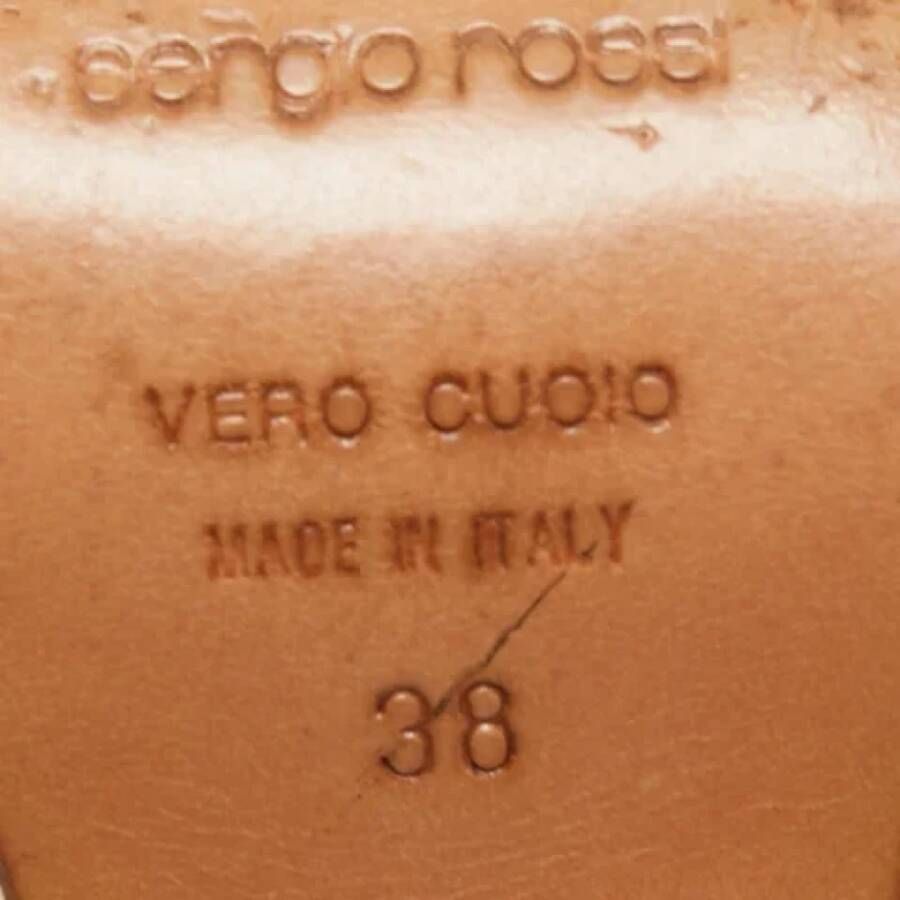 sergio rossi
VERO CUOIO
MADE IN ITALY
38